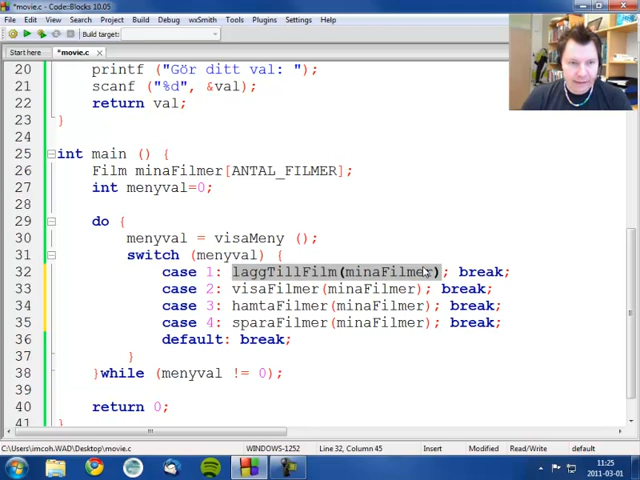 *movie.c - Code::Blocks 10.05
File Edit View Search Project Build Debug wxSmith Tools Plugins Settings Help
Build target:
Start here *movie.c
20 printf ("Gör ditt val: ");
21 scanf ("%d", &val);
22 return val;
23 }
24
25 int main () {
26 Film minaFilmer[ANTAL_FILMER];
27 int menyval=0;
28
29 do {
30 menyval = visaMeny ();
31 switch (menyval) {
32 case 1: laggTillFilm(minaFilmer); break;
33 case 2: visaFilmer(minaFilmer); break;
34 case 3: hamtaFilmer(minaFilmer); break;
35 case 4: sparaFilmer(minaFilmer); break;
36 default: break;
37 }
38 }while (menyval != 0);
39
40 return 0;
41 }
C:\Users\imcoh.WAD\Desktop\movie.c WINDOWS-1252 Line 32, Column 45 Insert Modified Read/Write default
11:25
2011-03-01